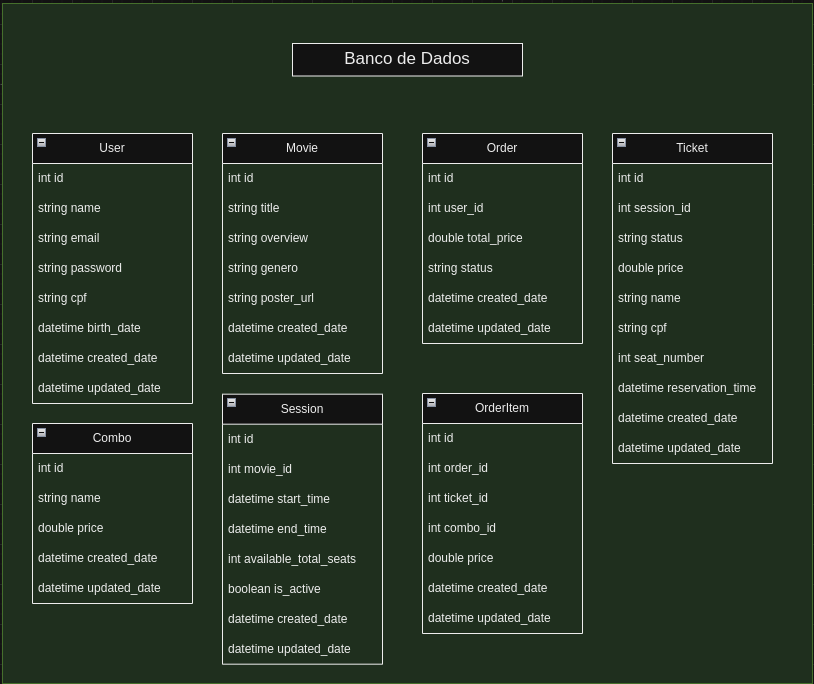 Banco de Dados
User
int id
string name
string email
string password
string cpf
datetime birth_date
datetime created_date
datetime updated_date
Movie
int id
string title
string overview
string genero
string poster_url
datetime created_date
datetime updated_date
Order
int id
int user_id
double total_price
string status
datetime created_date
datetime updated_date
Ticket
int id
int session_id
string status
double price
string name
string cpf
int seat_number
datetime reservation_time
datetime created_date
datetime updated_date
Combo
int id
string name
double price
datetime created_date
datetime updated_date
Session
int id
int movie_id
datetime start_time
datetime end_time
int available_total_seats
boolean is_active
datetime created_date
datetime updated_date
OrderItem
int id
int order_id
int ticket_id
int combo_id
double price
datetime created_date
datetime updated_date